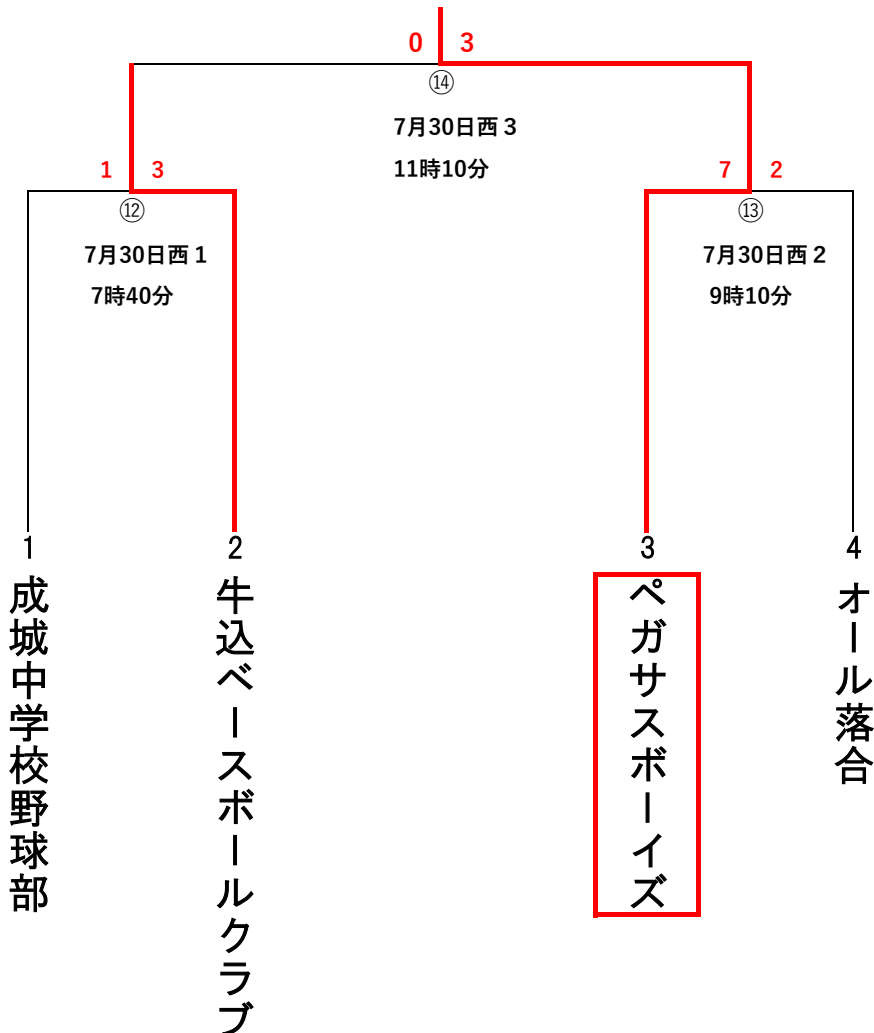 0 3
⑭
7月30日西３
11時10分
1 3
⑫
7月30日西１
7時40分
7 2
⑬
7月30日西２
9時10分
1
成城中学校野球部
2
牛込ベースボールクラブ
3
ペガサスボーイズ
4
オール落合